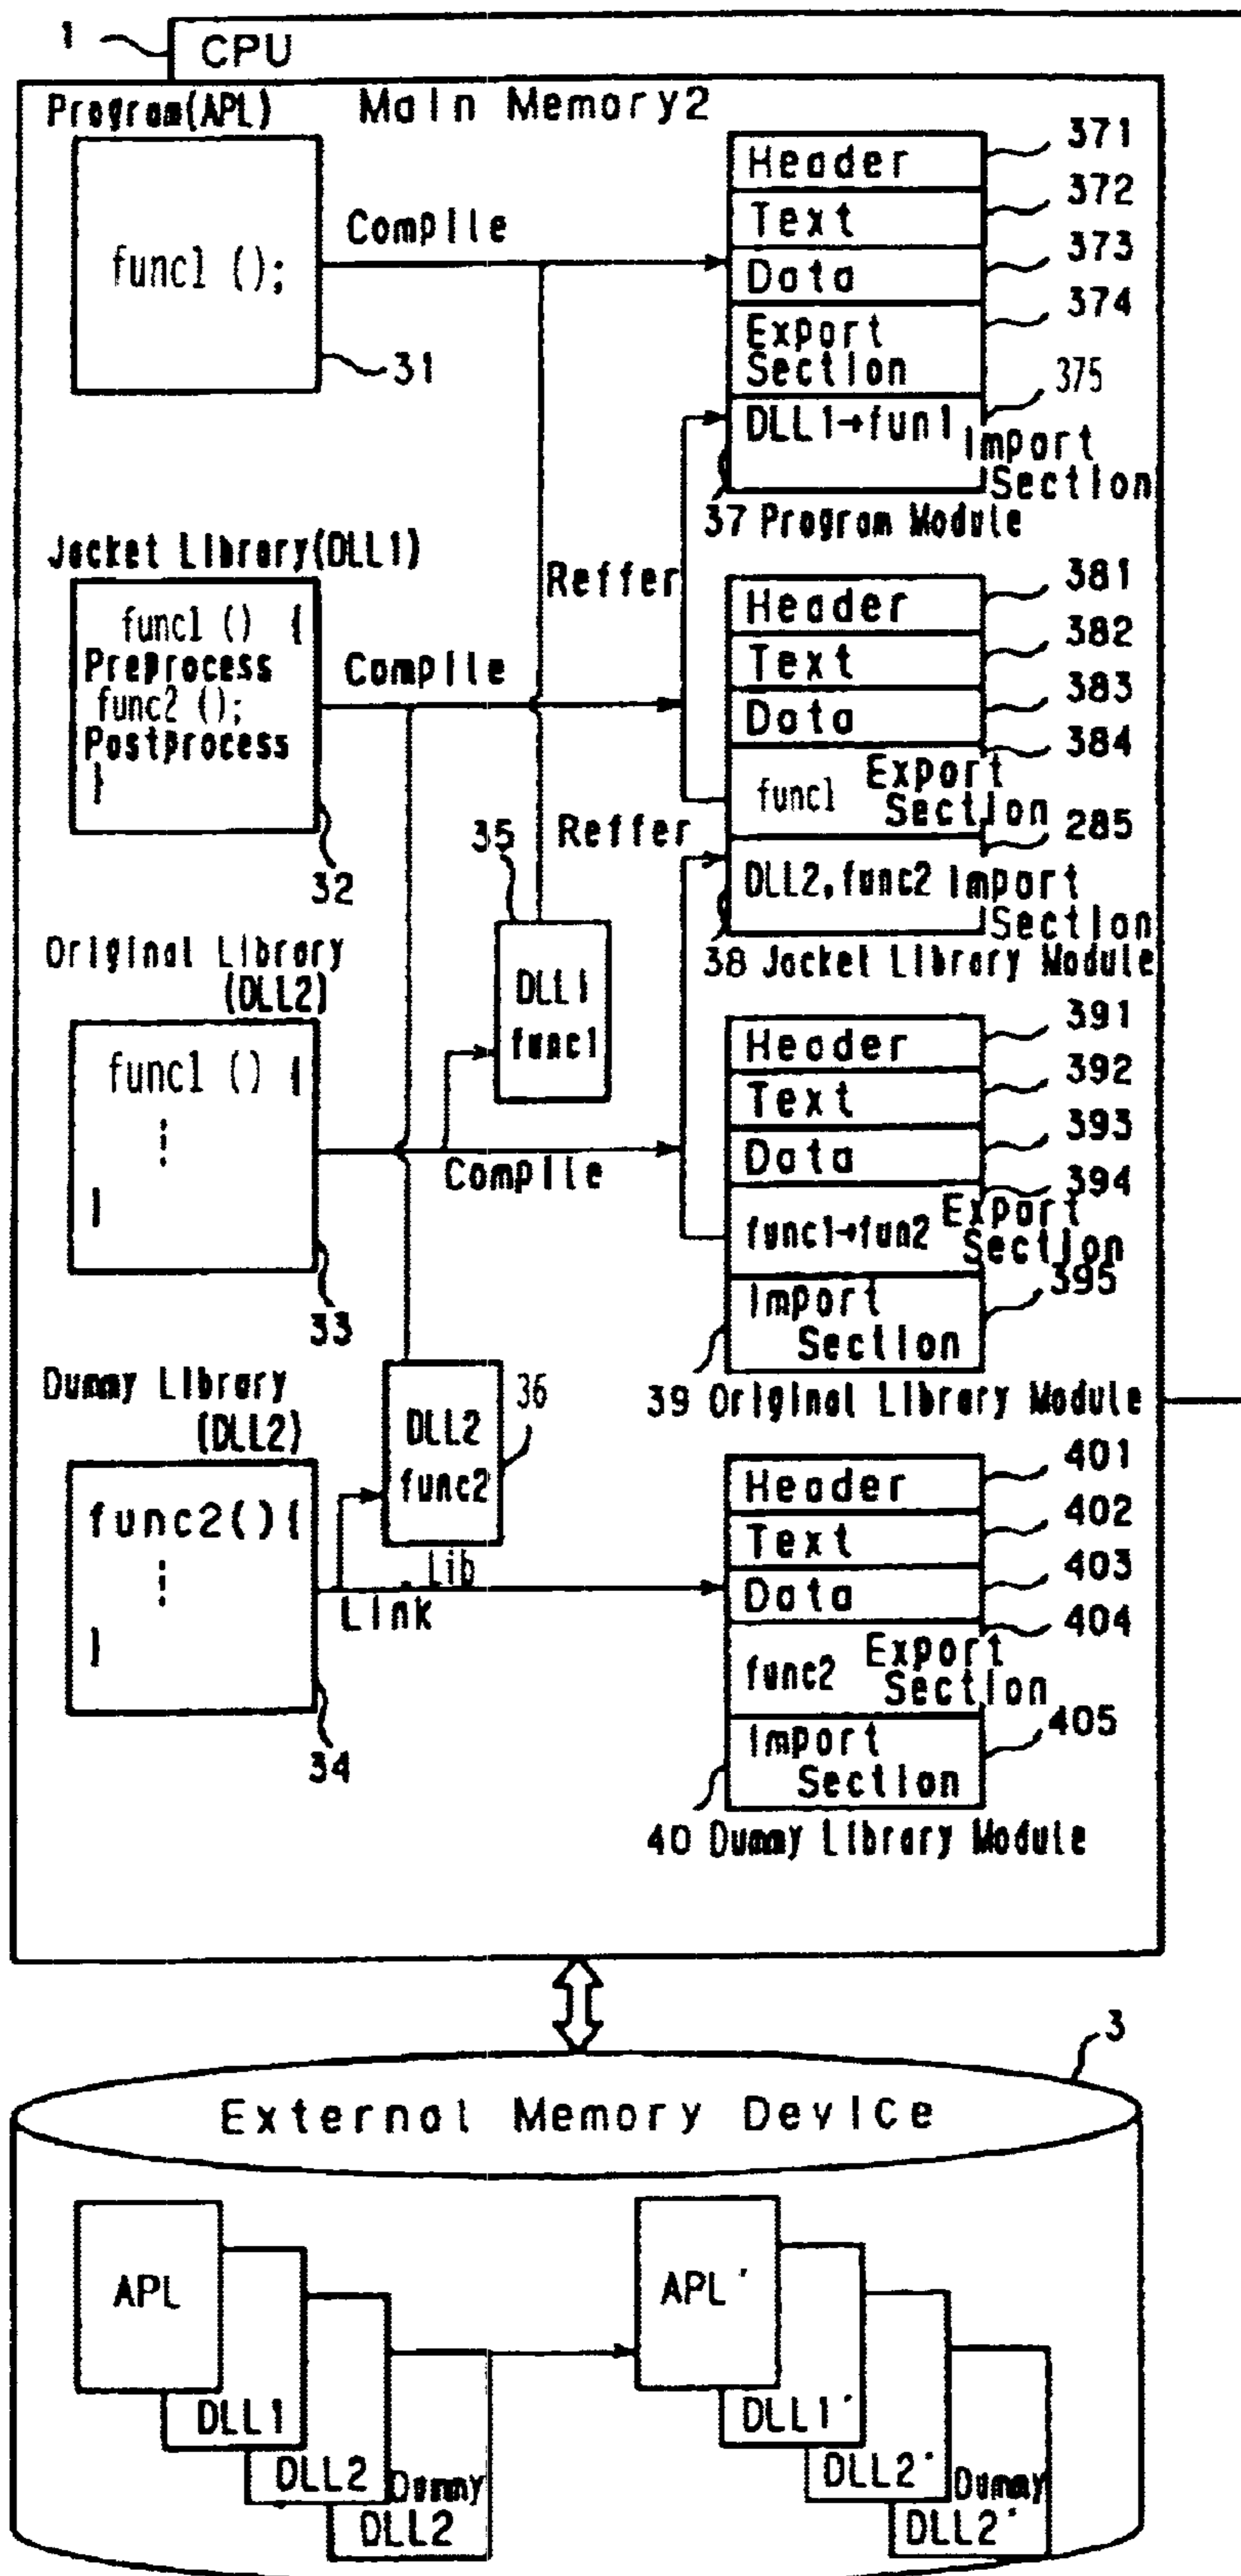 1
CPU
Program(APL)
Main Memory2
func1 ();
31
Compile
Header
371
Text
372
Data
373
Export
Section
374
DLL1→fun1
375
Import
Section
37 Program Module
Jacket Library(DLL1)
func1 () {
Preprocess
func2 ();
Postprocess
}
32
Compile
Reffer
Header
381
Text
382
Data
383
384
func1
Export
Section
285
DLL2,func2
Import
Section
38 Jacket Library Module
Reffer
35
DLL1
func1
Original Library
(DLL2)
func1 () {
⋮
}
33
Compile
Header
391
Text
392
Data
393
394
func1→fun2
Export
Section
395
Import
Section
39 Original Library Module
Dummy Library
(DLL2)
func2(){
⋮
}
34
DLL2
func2
36
Lib
Link
Header
401
Text
402
Data
403
404
func2
Export
Section
405
Import
Section
40 Dummy Library Module
3
External Memory Device
APL
DLL1
DLL2
Dummy
DLL2
APL'
DLL1'
DLL2'
Dummy
DLL2'